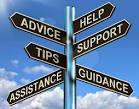 HELP
ADVICE
SUPPORT
TIPS
GUIDANCE
ASSISTANCE